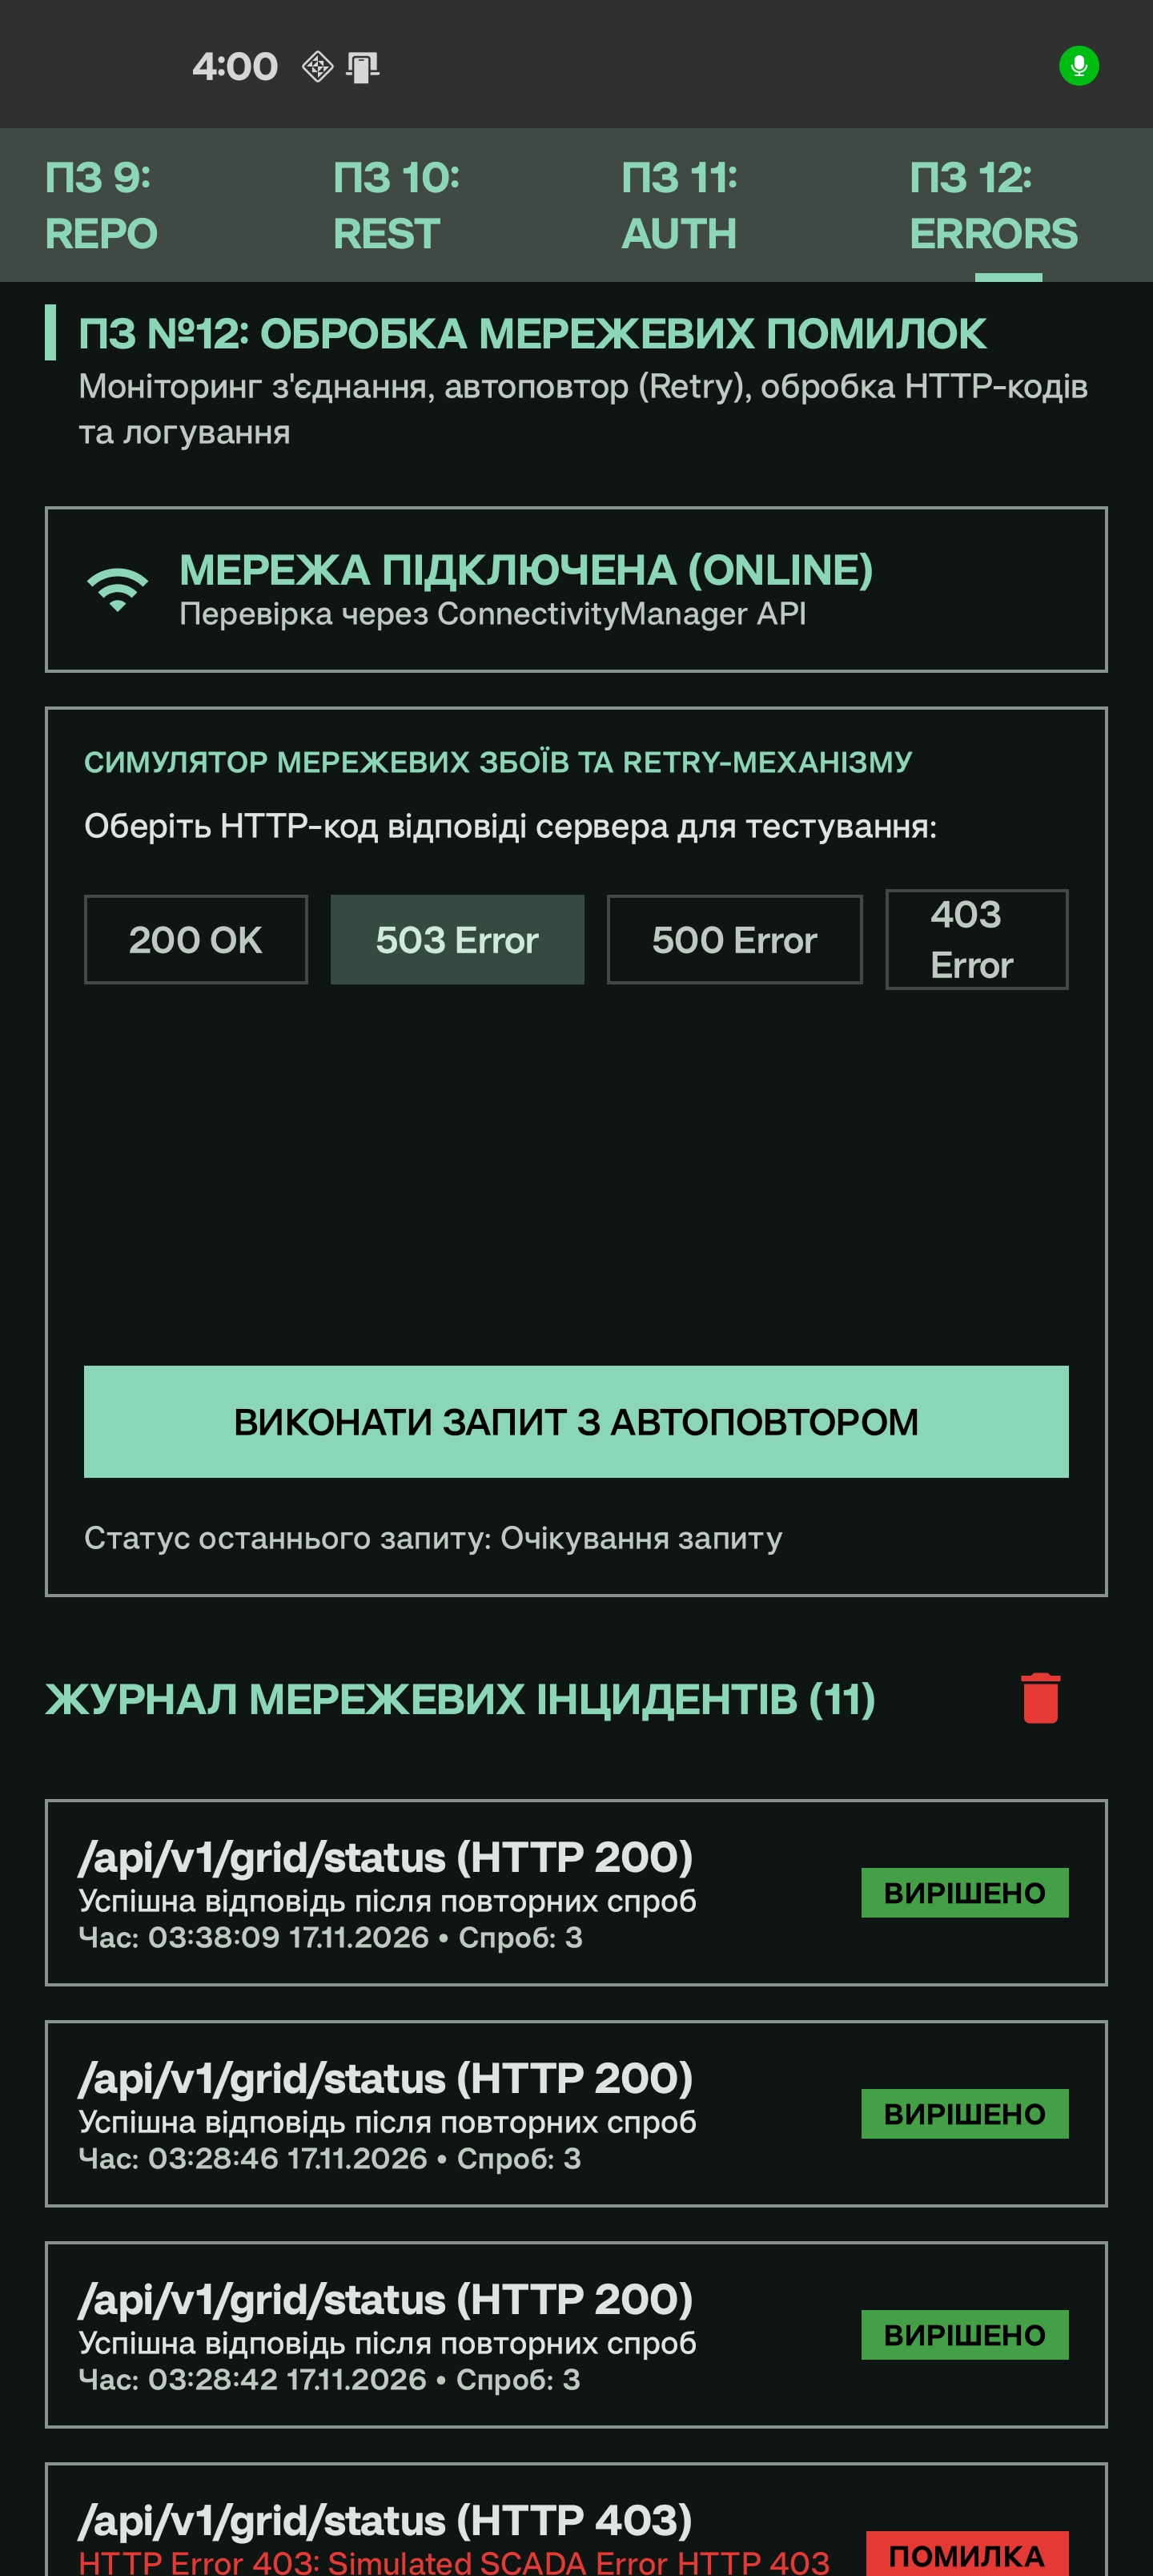 4:00
ПЗ 9:
REPO
ПЗ 10:
REST
ПЗ 11:
AUTH
ПЗ 12:
ERRORS
ПЗ №12: ОБРОБКА МЕРЕЖЕВИХ ПОМИЛОК
Моніторинг з'єднання, автоповтор (Retry), обробка HTTP-кодів
та логування
МЕРЕЖА ПІДКЛЮЧЕНА (ONLINE)
Перевірка через ConnectivityManager API
СИМУЛЯТОР МЕРЕЖЕВИХ ЗБОЇВ ТА RETRY-МЕХАНІЗМУ
Оберіть HTTP-код відповіді сервера для тестування:
200 OK
503 Error
500 Error
403
Error
ВИКОНАТИ ЗАПИТ З АВТОПОВТОРОМ
Статус останнього запиту: Очікування запиту
ЖУРНАЛ МЕРЕЖЕВИХ ІНЦИДЕНТІВ (11)
/api/v1/grid/status (HTTP 200)
Успішна відповідь після повторних спроб
Час: 03:38:09 17.11.2026 • Спроб: 3
ВИРІШЕНО
/api/v1/grid/status (HTTP 200)
Успішна відповідь після повторних спроб
Час: 03:28:46 17.11.2026 • Спроб: 3
ВИРІШЕНО
/api/v1/grid/status (HTTP 200)
Успішна відповідь після повторних спроб
Час: 03:28:42 17.11.2026 • Спроб: 3
ВИРІШЕНО
/api/v1/grid/status (HTTP 403)
HTTP Error 403: Simulated SCADA Error HTTP 403
ПОМИЛКА